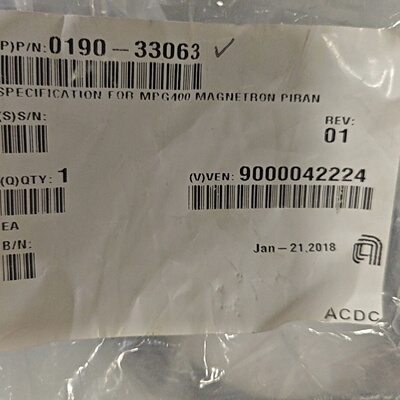 P)P/N: 0190-33063
SPECIFICATION FOR MPG400 MAGNETRON PIRAN
(S)S/N:
REV:
01
(Q)QTY: 1
(V)VEN: 9000042224
EA
B/N:
Jan-21,2018
ACDC